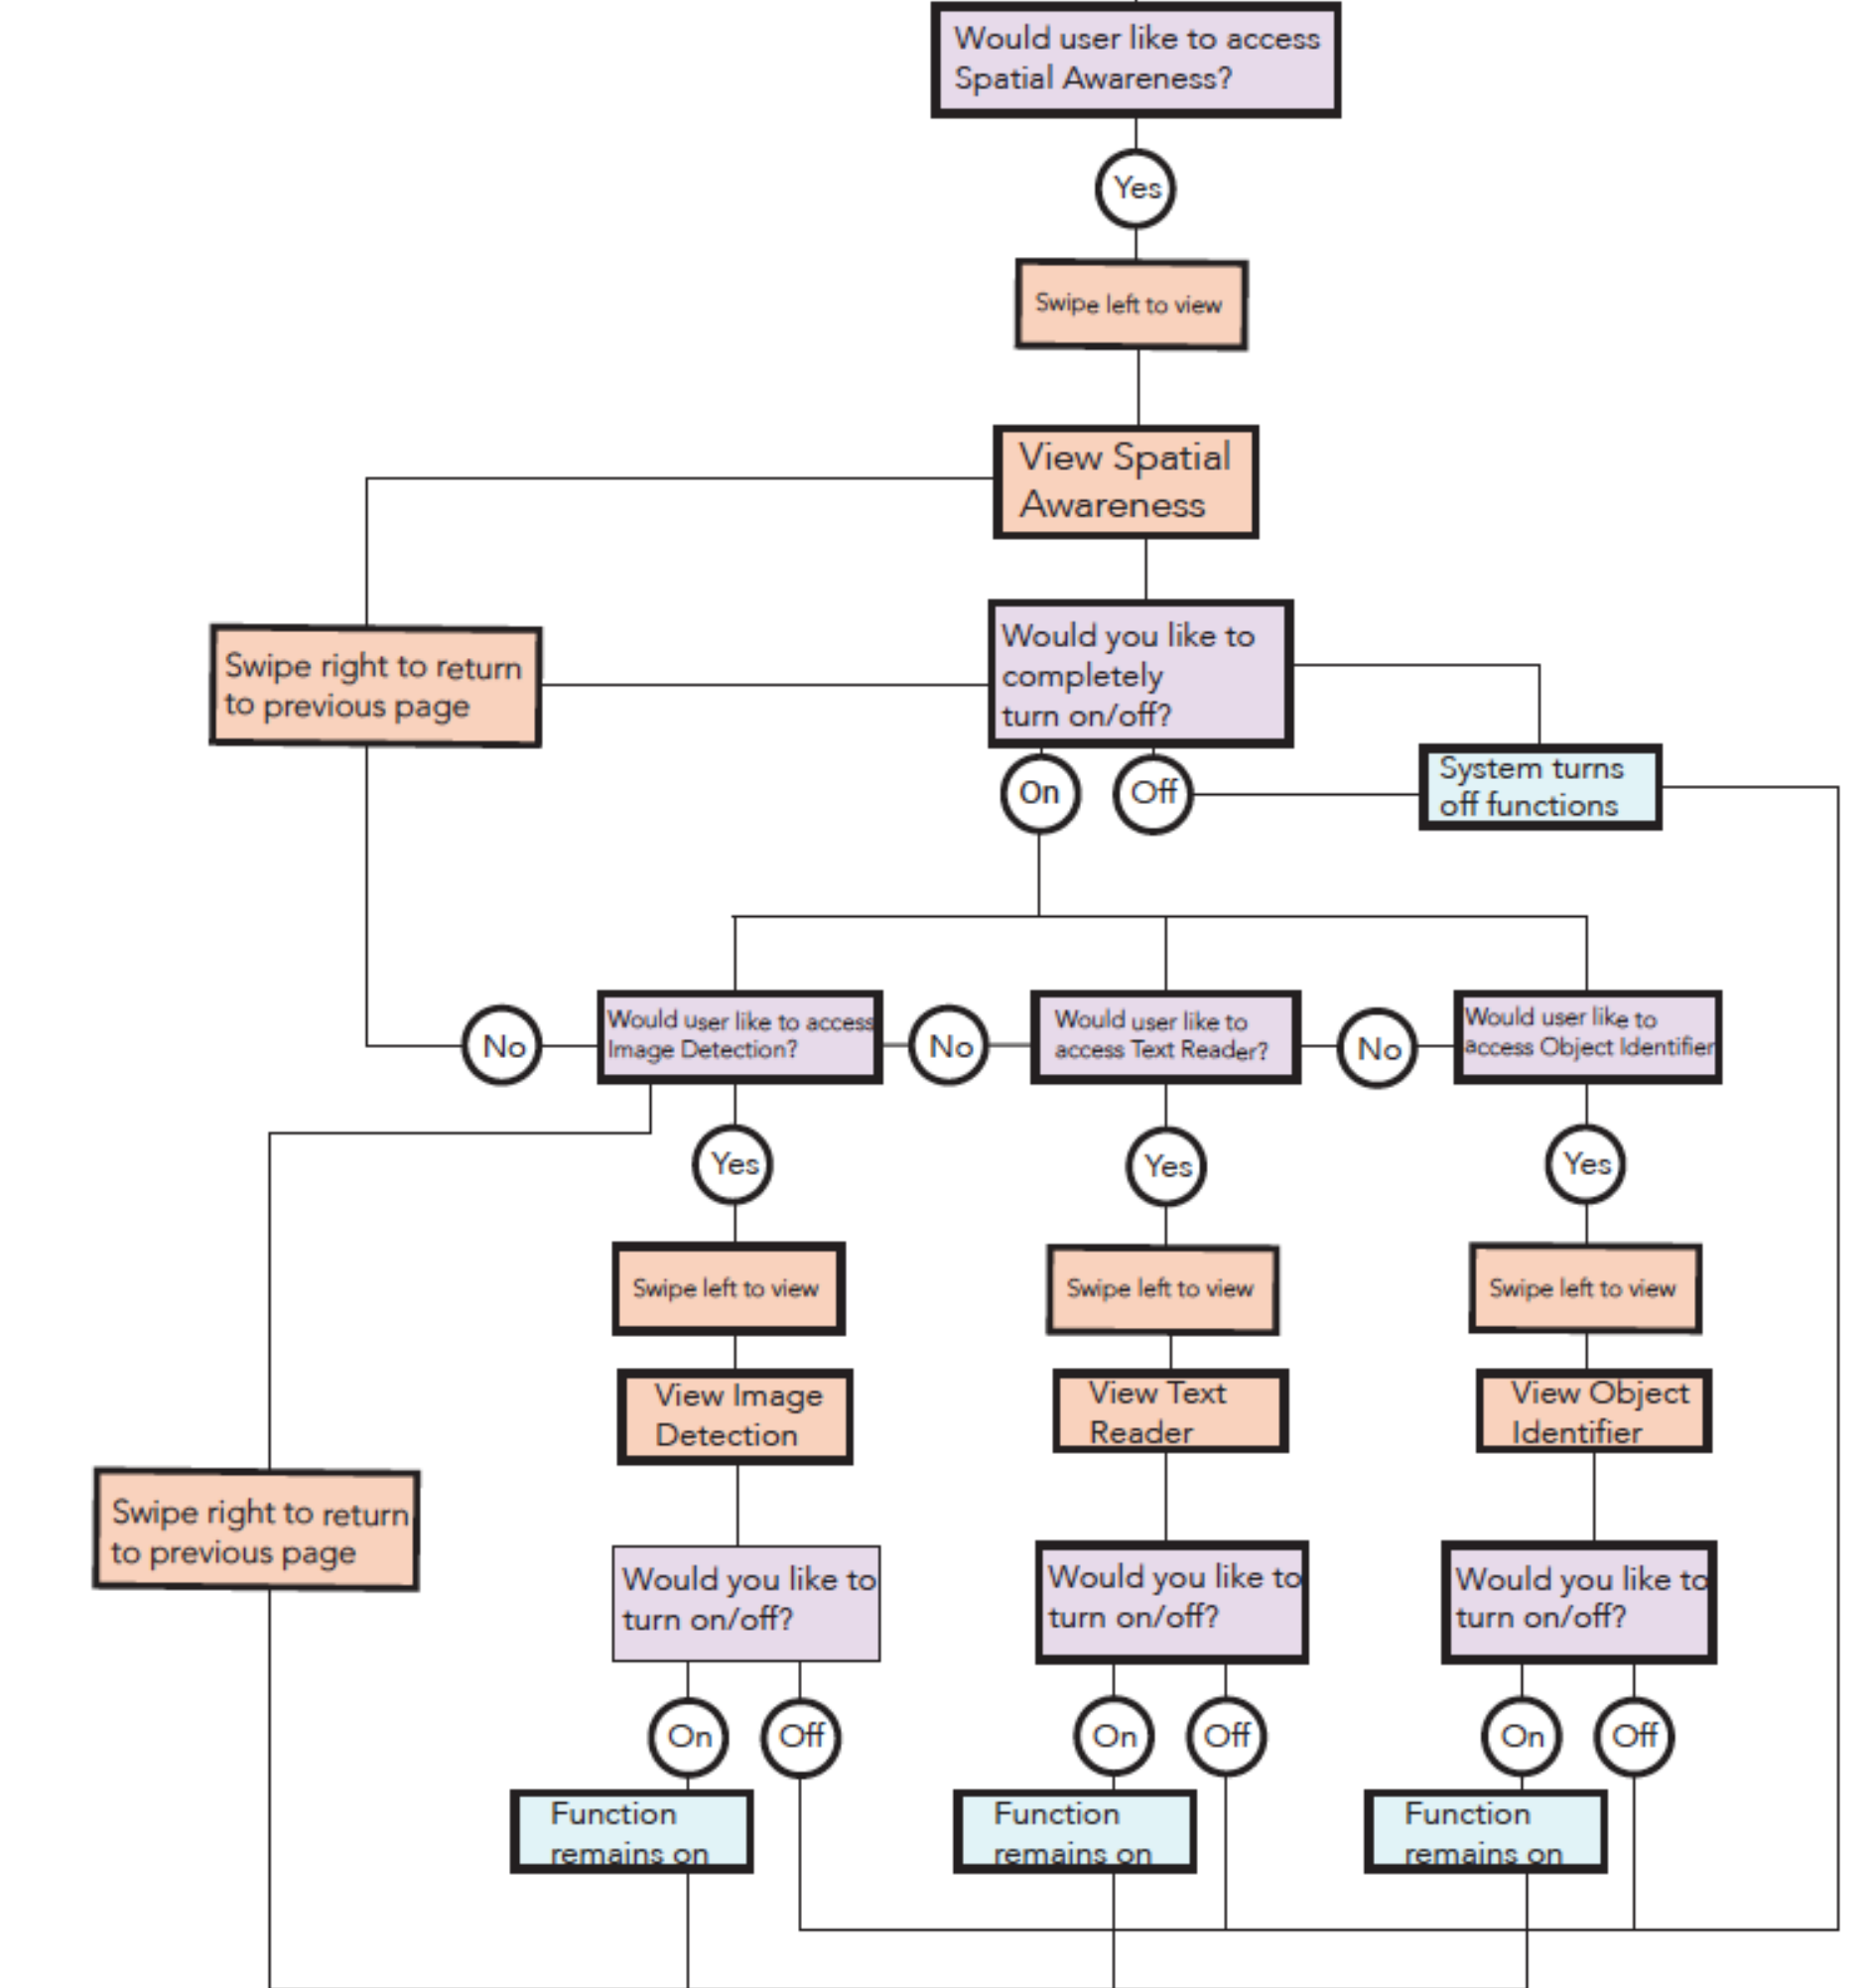 Would user like to access
Spatial Awareness?
Yes
Swipe left to view
View Spatial
Awareness
Swipe right to return
to previous page
Would you like to
completely
turn on/off?
On
Off
System turns
off functions
No
Would user like to access
Image Detection?
No
Would user like to
access Text Reader?
No
Would user like to
access Object Identifier
Yes
Yes
Yes
Swipe left to view
Swipe left to view
Swipe left to view
View Image
Detection
View Text
Reader
View Object
Identifier
Swipe right to return
to previous page
Would you like to
turn on/off?
Would you like to
turn on/off?
Would you like to
turn on/off?
On
Off
On
Off
On
Off
Function
remains on
Function
remains on
Function
remains on